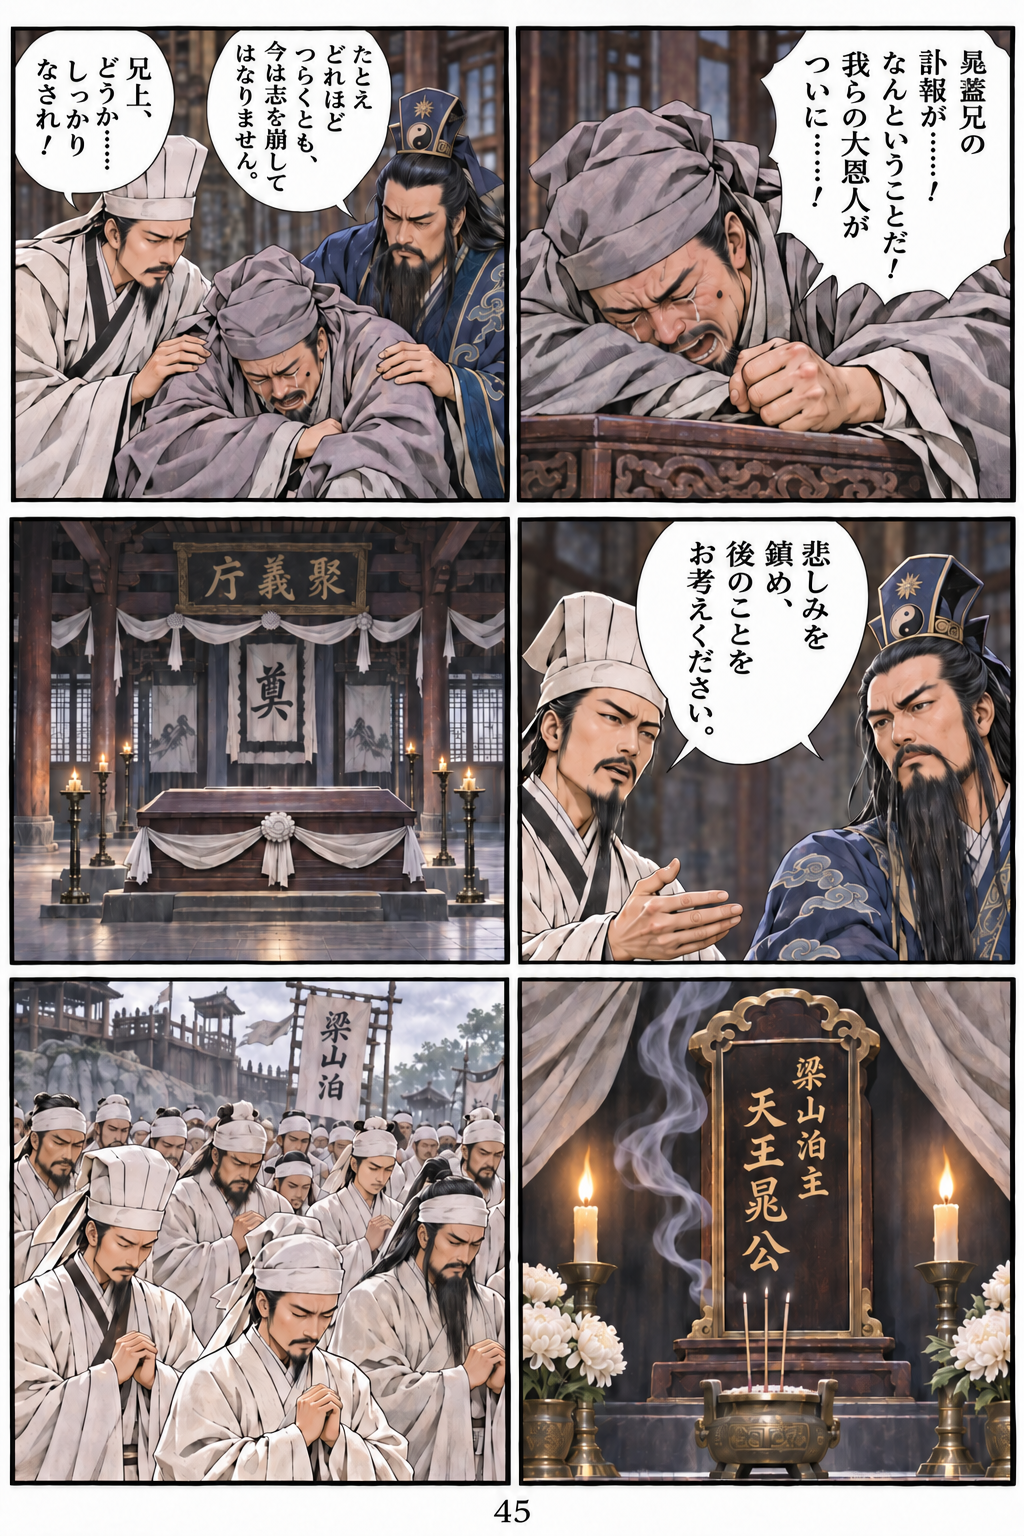 晁蓋兄の
訃報が……！
なんということだ！
我らの大恩人が
ついに……！
たとえ
どれほど
つらくとも、
今は志を崩して
はなりません。
兄上、
どうか……
しっかり
なされ！
悲しみを
鎮め、
後のことを
お考えください。
聚義庁
奠
梁山泊主
天王晁公
梁山泊
45